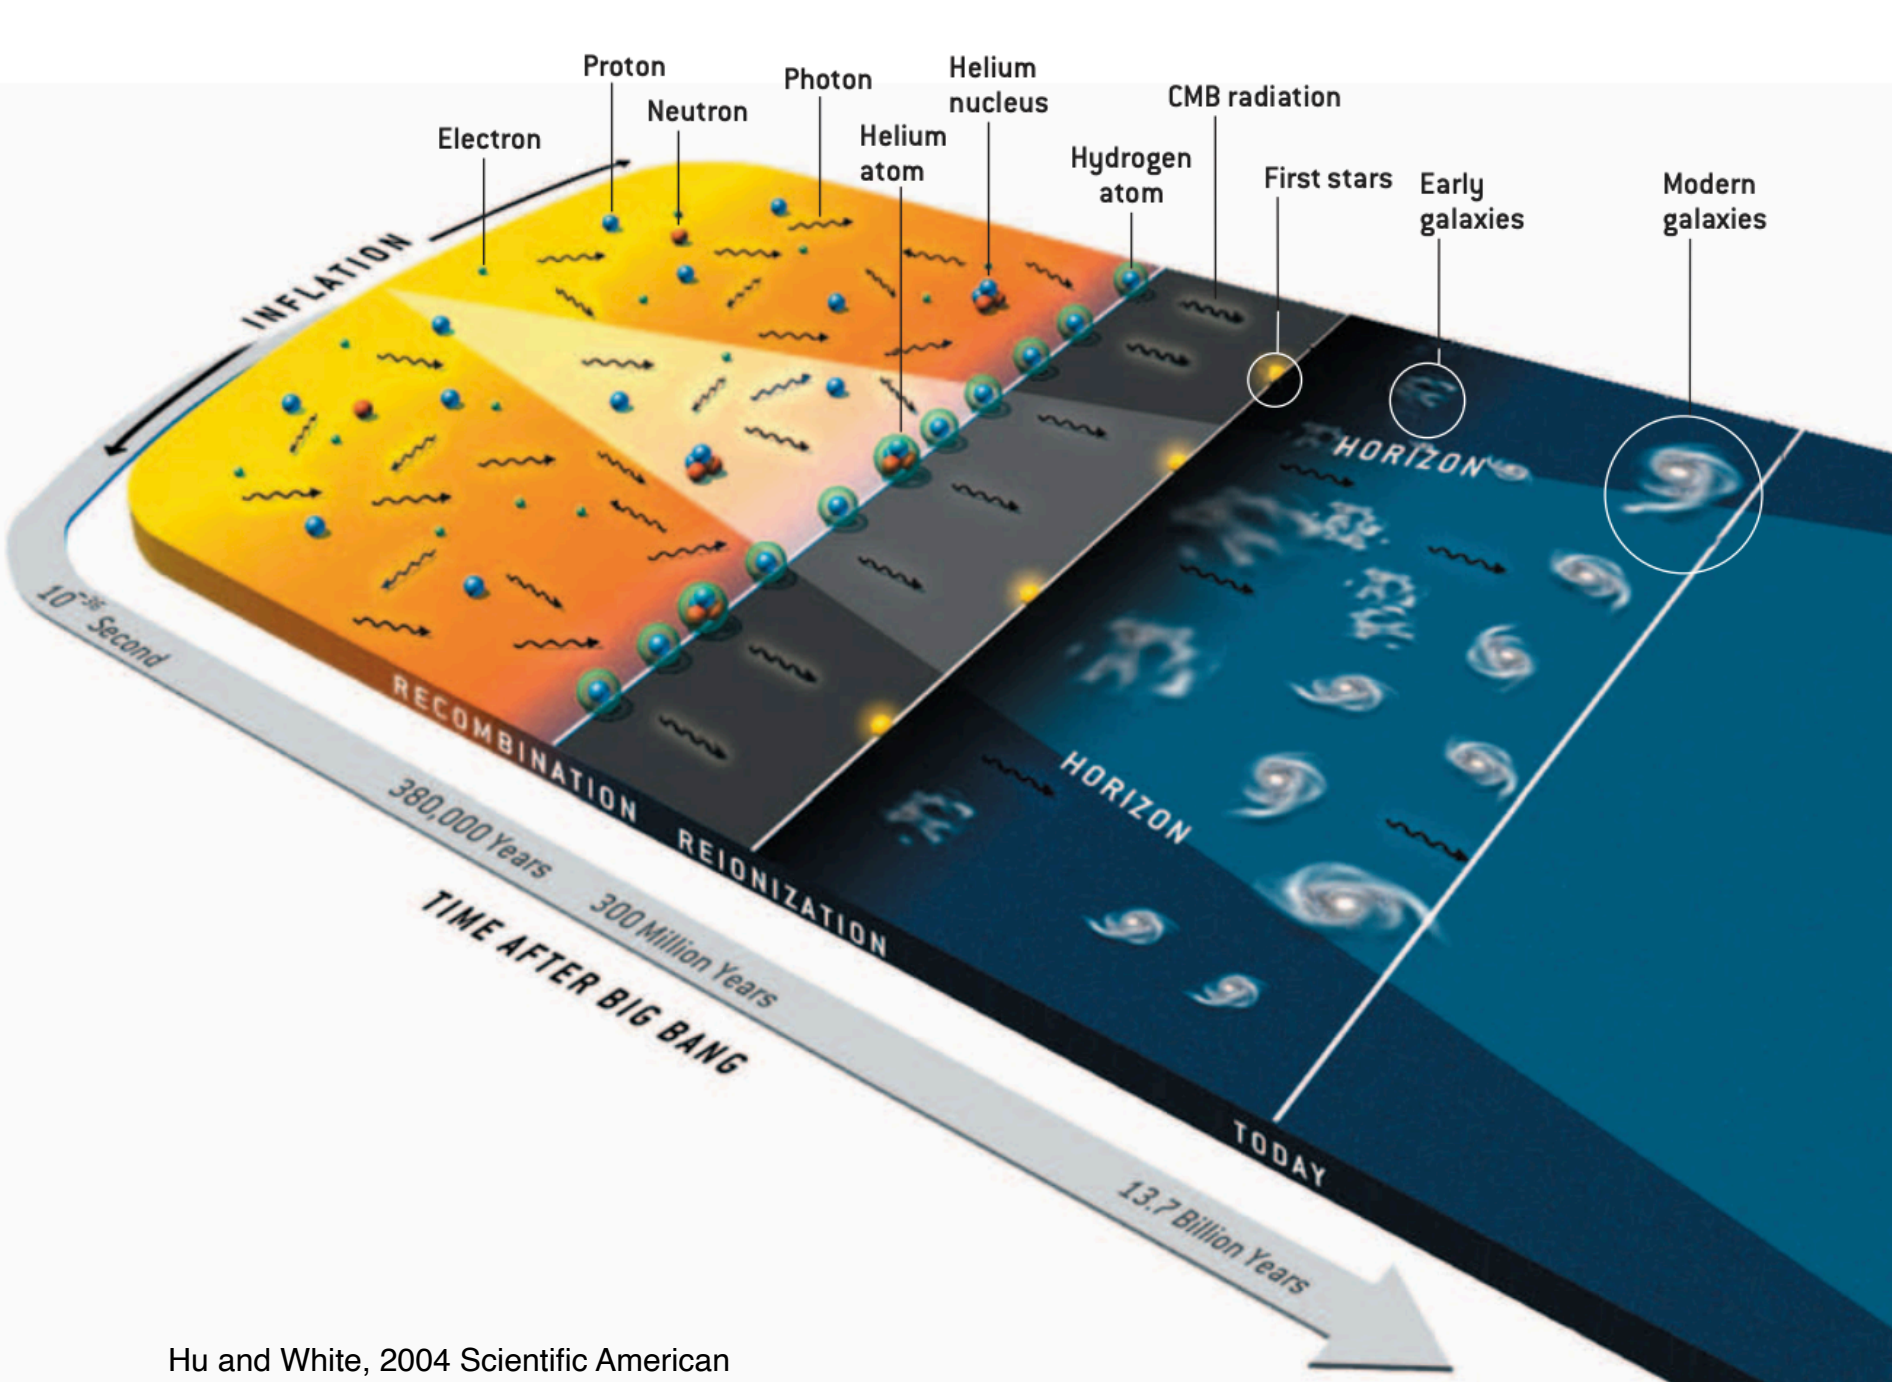 Proton
Photon
Helium
nucleus
CMB radiation
Neutron
Electron
Helium
atom
Hydrogen
atom
First stars
Early
galaxies
Modern
galaxies
INFLATION
HORIZON
HORIZON
10⁻³⁶ Second
RECOMBINATION
380,000 Years
REIONIZATION
300 Million Years
TIME AFTER BIG BANG
TODAY
13.7 Billion Years
Hu and White, 2004 Scientific American